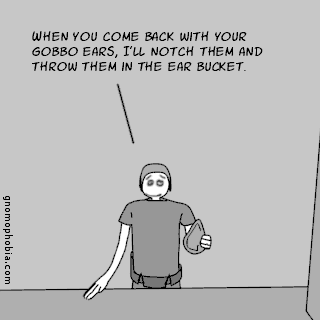 WHEN YOU COME BACK WITH YOUR
GOBBO EARS, I'LL NOTCH THEM AND
THROW THEM IN THE EAR BUCKET.
gnomophobia.com